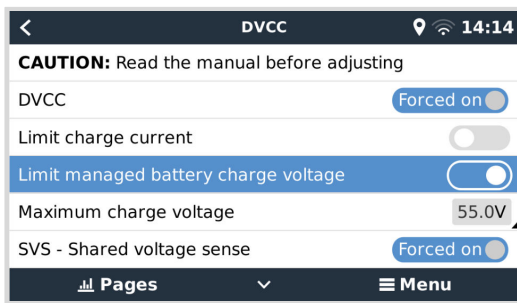 DVCC 14:14
CAUTION: Read the manual before adjusting
DVCC Forced on
Limit charge current
Limit managed battery charge voltage
Maximum charge voltage 55.0V
SVS - Shared voltage sense Forced on
Pages Menu